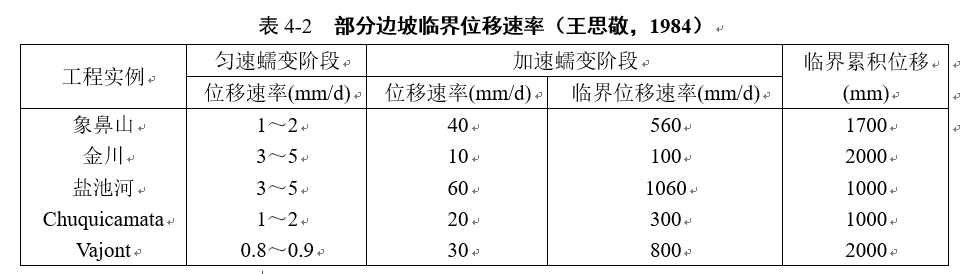 表 4-2 部分边坡临界位移速率（王思敬，1984）
工程实例 匀速蠕变阶段 加速蠕变阶段 临界累积位移(mm)
位移速率(mm/d) 位移速率(mm/d) 临界位移速率(mm/d)
象鼻山 1～2 40 560 1700
金川 3～5 10 100 2000
盐池河 3～5 60 1060 1000
Chuquicamata 1～2 20 300 1000
Vajont 0.8～0.9 30 800 2000